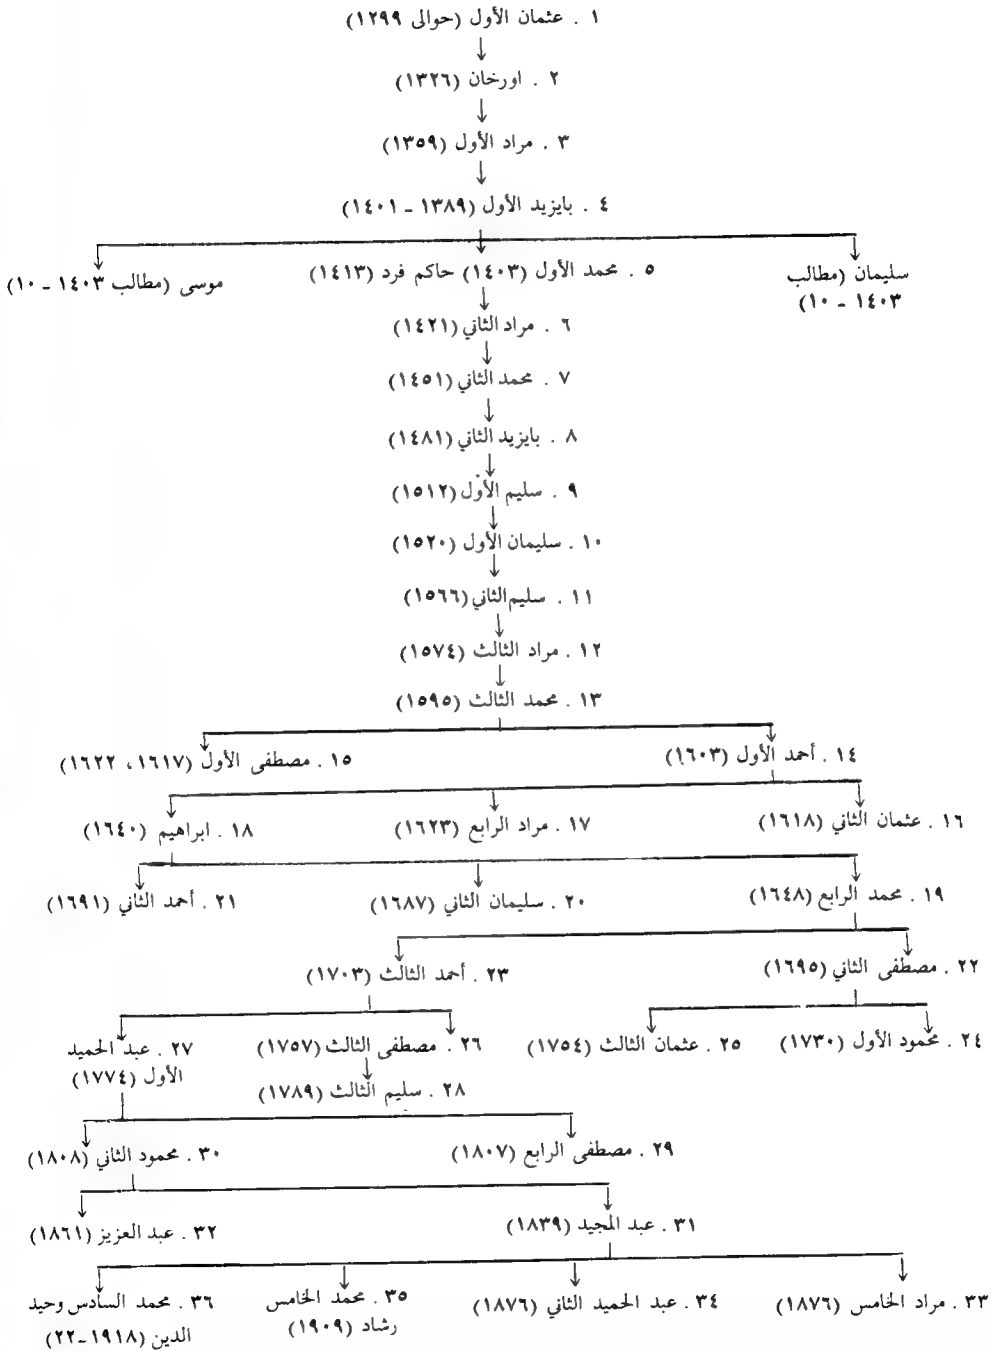 ١ . عثمان الأول (حوالى ١٢٩٩)
٢ . اورخان (١٣٢٦)
٣ . مراد الأول (١٣٥٩)
٤ . بايزيد الأول (١٣٨٩ - ١٤٠١)
سليمان (مطالب
١٤٠٣ - ١٠)
٥ . محمد الأول (١٤٠٣) حاكم فرد (١٤١٣)
موسى (مطالب ١٤٠٣ - ١٠)
٦ . مراد الثاني (١٤٢١)
٧ . محمد الثاني (١٤٥١)
٨ . بايزيد الثاني (١٤٨١)
٩ . سليم الأوّل (١٥١٢)
١٠ . سليمان الأول (١٥٢٠)
١١ . سليم الثاني (١٥٦٦)
١٢ . مراد الثالث (١٥٧٤)
١٣ . محمد الثالث (١٥٩٥)
١٤ . أحمد الأول (١٦٠٣)
١٥ . مصطفى الأول (١٦١٧، ١٦٢٢)
١٦ . عثمان الثاني (١٦١٨)
١٧ . مراد الرابع (١٦٢٣)
١٨ . ابراهيم (١٦٤٠)
١٩ . محمد الرابع (١٦٤٨)
٢٠ . سليمان الثاني (١٦٨٧)
٢١ . أحمد الثاني (١٦٩١)
٢٢ . مصطفى الثاني (١٦٩٥)
٢٣ . أحمد الثالث (١٧٠٣)
٢٤ . محمود الأول (١٧٣٠)
٢٥ . عثمان الثالث (١٧٥٤)
٢٦ . مصطفى الثالث (١٧٥٧)
٢٧ . عبد الحميد
الأول (١٧٧٤)
٢٨ . سليم الثالث (١٧٨٩)
٢٩ . مصطفى الرابع (١٨٠٧)
٣٠ . محمود الثاني (١٨٠٨)
٣١ . عبد المجيد (١٨٣٩)
٣٢ . عبد العزيز (١٨٦١)
٣٣ . مراد الخامس (١٨٧٦)
٣٤ . عبد الحميد الثاني (١٨٧٦)
٣٥ . محمد الخامس
رشاد (١٩٠٩)
٣٦ . محمد السادس وحيد
الدين (١٩١٨-٢٢)